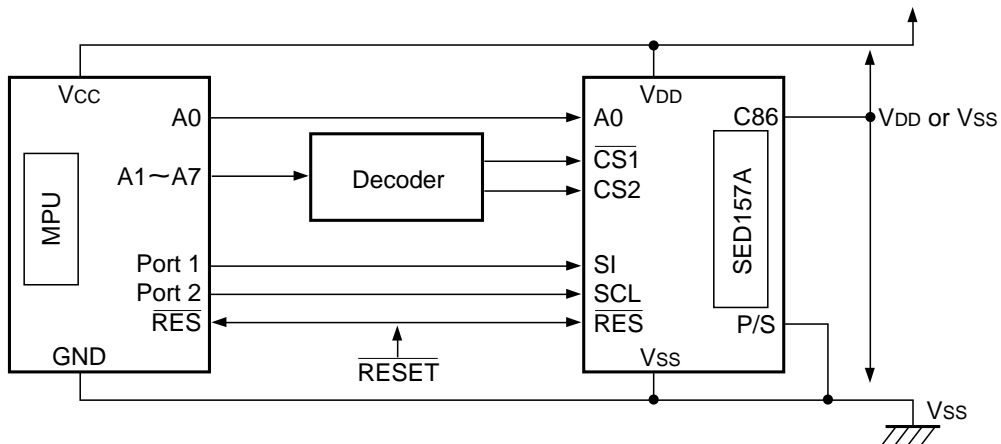 VCC
VDD
A0
A0
C86
VDD or VSS
CS1
A1~A7
Decoder
CS2
MPU
SED157A
Port 1
SI
Port 2
SCL
RES
RES
P/S
GND
RESET
VSS
VSS